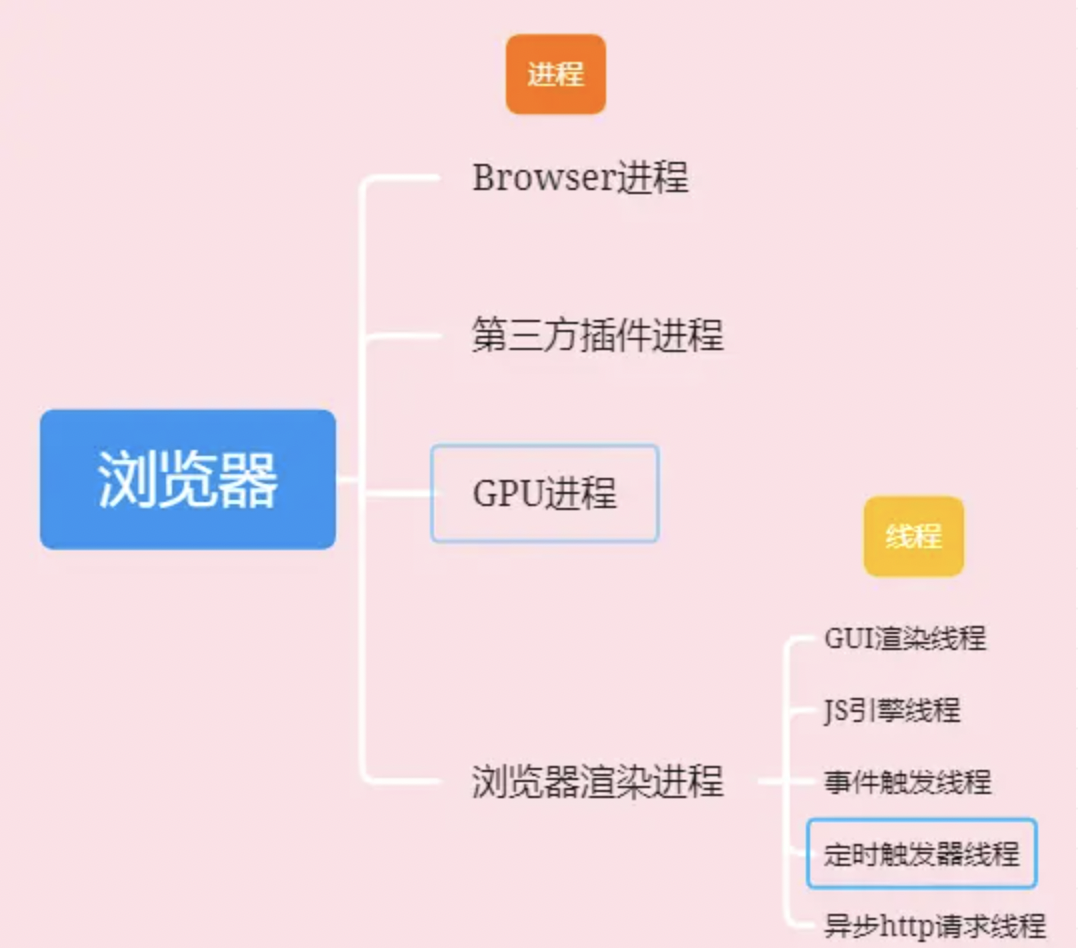 进程
Browser进程
第三方插件进程
浏览器
GPU进程
线程
GUI渲染线程
JS引擎线程
浏览器渲染进程
事件触发线程
定时触发器线程
异步http请求线程